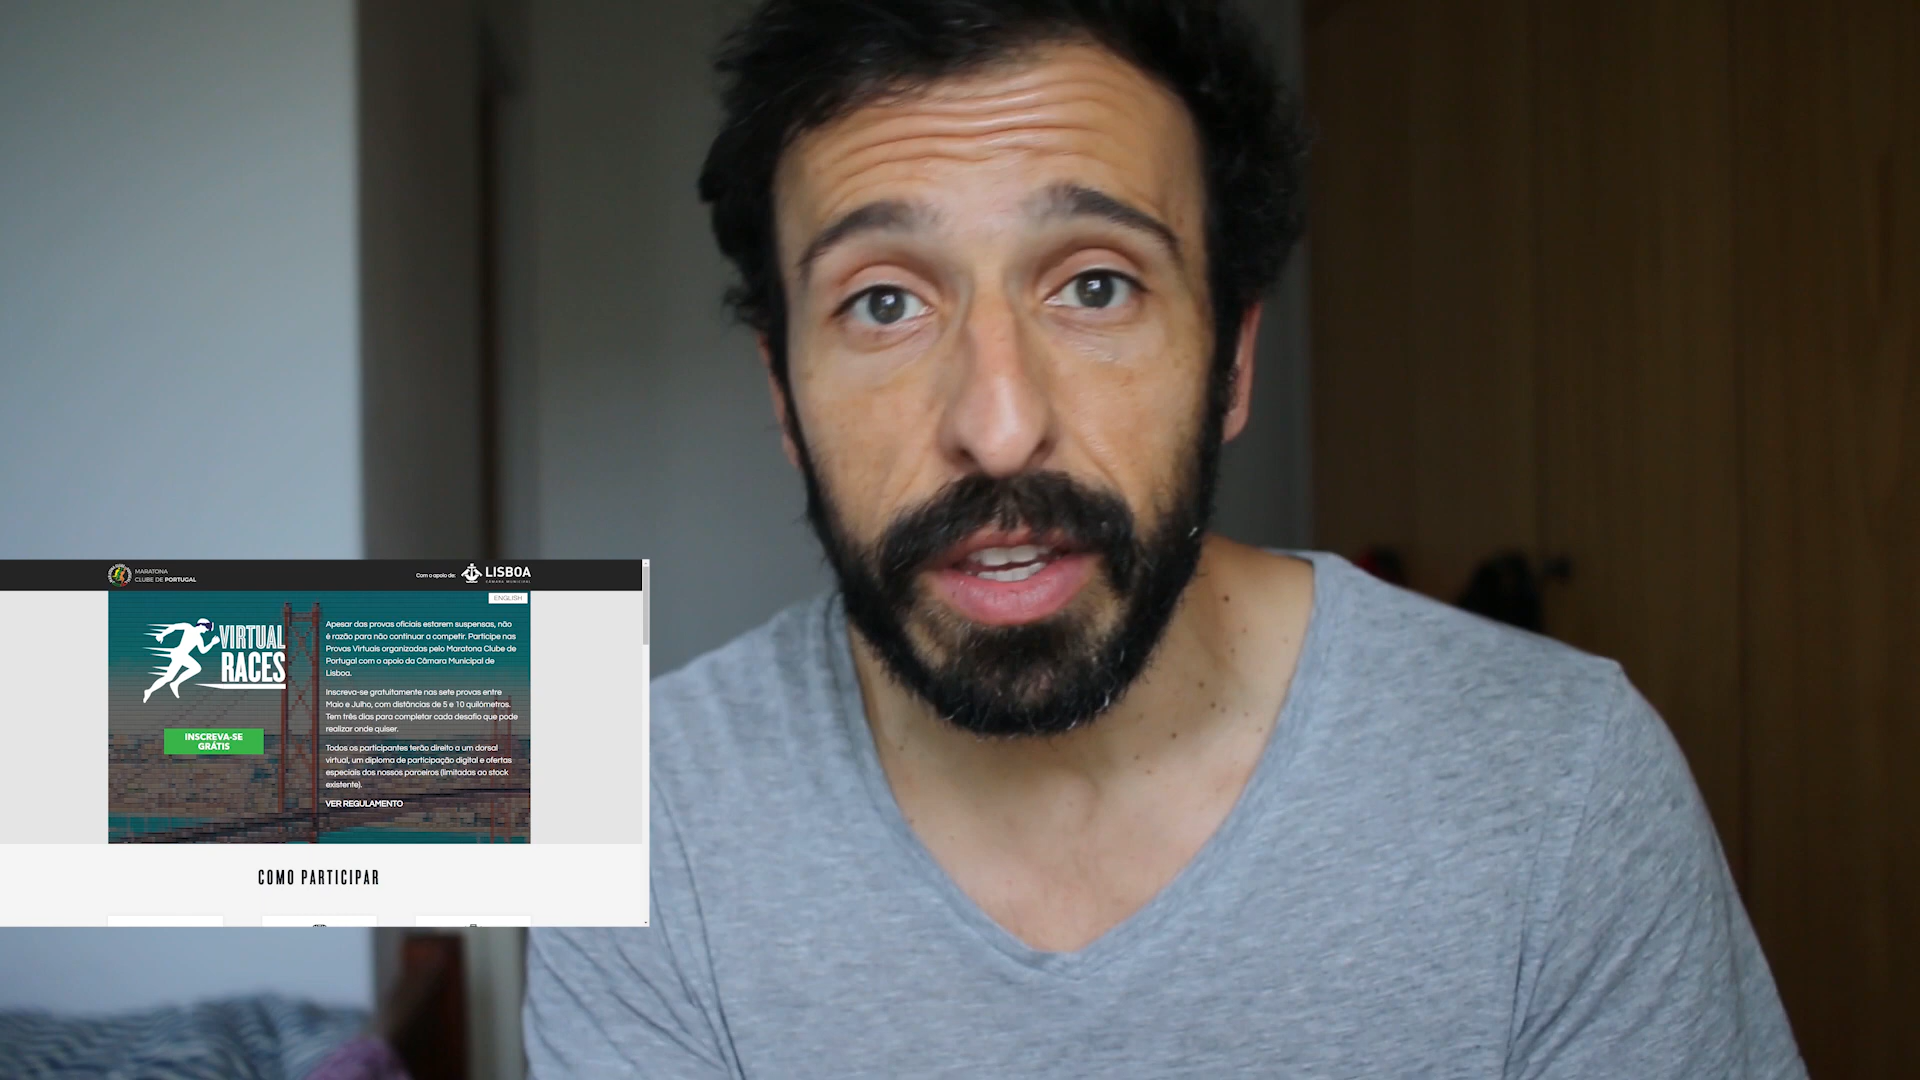 MARATONA
CLUBE DE PORTUGAL
Com o apoio de:
LISBOA
CÂMARA MUNICIPAL
ENGLISH
VIRTUAL
RACES
INSCREVA-SE
GRÁTIS
Apesar das provas oficiais estarem suspensas, não
é razão para não continuar a competir. Participe nas
Provas Virtuais organizadas pelo Maratona Clube de
Portugal com o apoio da Câmara Municipal de
Lisboa.
Inscreva-se gratuitamente nas sete provas entre
Maio e Julho, com distâncias de 5 e 10 quilómetros.
Tem três dias para completar cada desafio que pode
realizar onde quiser.
Todos os participantes terão direito a um dorsal
virtual, um diploma de participação digital e ofertas
especiais dos nossos parceiros (limitadas ao stock
existente).
VER REGULAMENTO
COMO PARTICIPAR